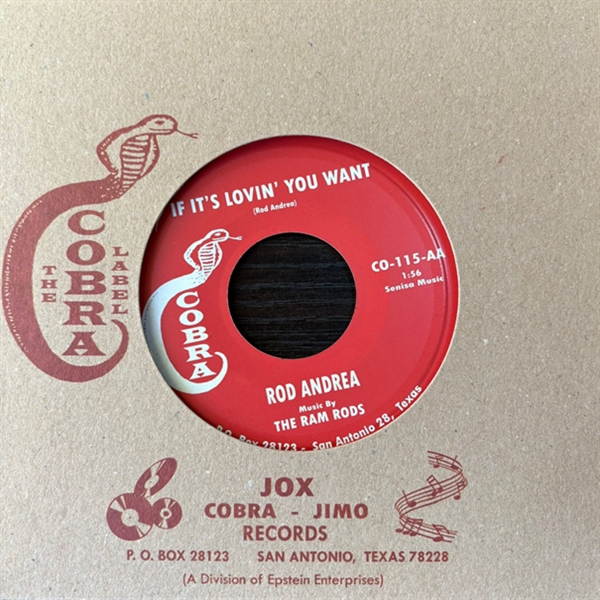 THE
COBRA
LABEL
IF IT'S LOVIN' YOU WANT
(Rod Andrea)
CO-115-AA
1:56
Senisa Music
COBRA
ROD ANDREA
Music By
THE RAM RODS
P.O. Box 28123 - San Antonio 28, Texas
JOX
COBRA - JIMO
RECORDS
P. O. BOX 28123 SAN ANTONIO, TEXAS 78228
(A Division of Epstein Enterprises)